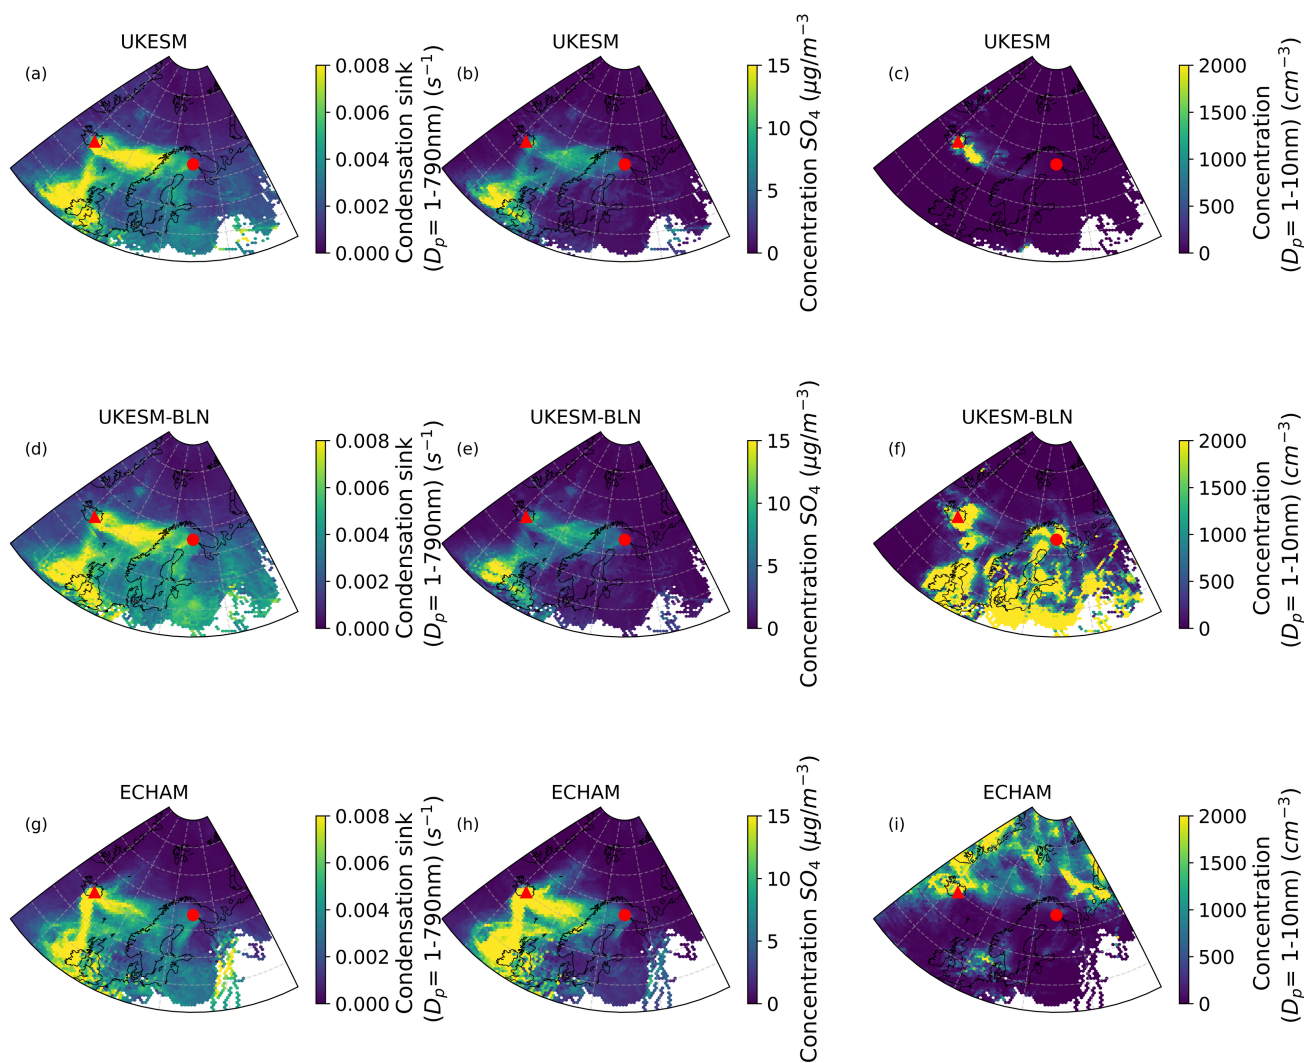 UKESM
(a)
0.008
0.006
0.004
0.002
0.000
Condensation sink
(D_p= 1-790nm) (s⁻¹)
UKESM
(b)
15
10
5
0
Concentration SO₄ (μg/m⁻³
UKESM
(c)
2000
1500
1000
500
0
Concentration
(D_p= 1-10nm) (cm⁻³)
UKESM-BLN
(d)
0.008
0.006
0.004
0.002
0.000
Condensation sink
(D_p= 1-790nm) (s⁻¹)
UKESM-BLN
(e)
15
10
5
0
Concentration SO₄ (μg/m⁻³)
UKESM-BLN
(f)
2000
1500
1000
500
0
Concentration
(D_p= 1-10nm) (cm⁻³)
ECHAM
(g)
0.008
0.006
0.004
0.002
0.000
Condensation sink
(D_p= 1-790nm) (s⁻¹)
ECHAM
(h)
15
10
5
0
Concentration SO₄ (μg/m⁻³)
ECHAM
(i)
2000
1500
1000
500
0
Concentration
(D_p= 1-10nm) (cm⁻³)